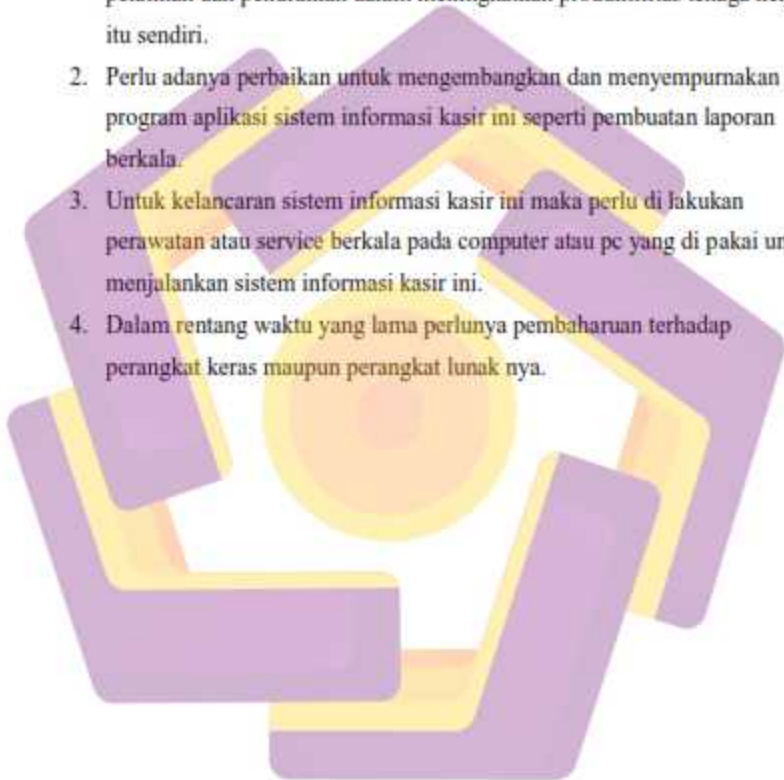 itu sendiri.
2. Perlu adanya perbaikan untuk mengembangkan dan menyempurnakan
program aplikasi sistem informasi kasir ini seperti pembuatan laporan
berkala.
3. Untuk kelancaran sistem informasi kasir ini maka perlu di lakukan
perawatan atau service berkala pada computer atau pc yang di pakai
menjalankan sistem informasi kasir ini.
4. Dalam rentang waktu yang lama perlunya pembaharuan terhadap
perangkat keras maupun perangkat lunak nya.